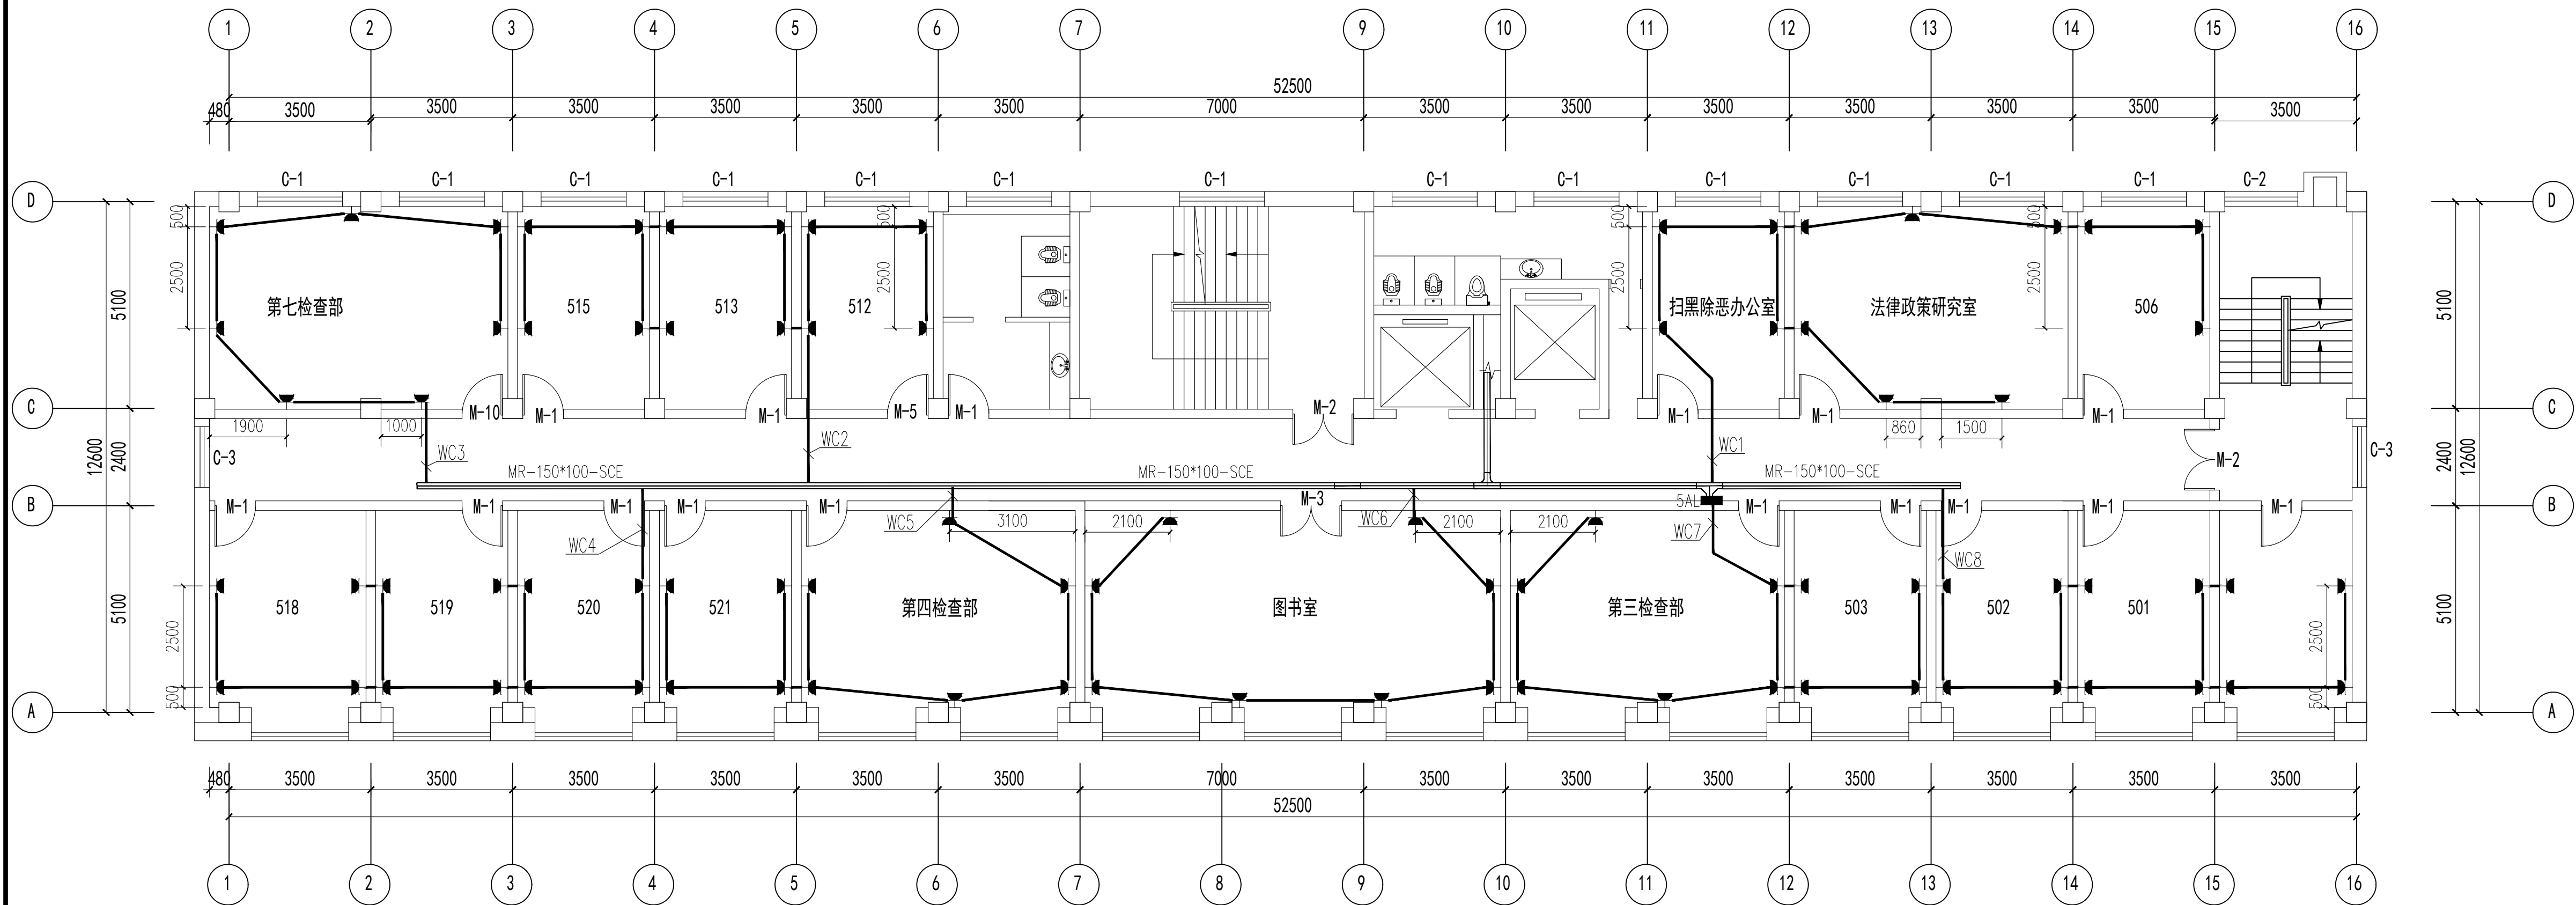 1 2 3 4 5 6 7 9 10 11 12 13 14 15 16
52500
480 3500 3500 3500 3500 3500 3500 7000 3500 3500 3500 3500 3500 3500 3500
C-1 C-1 C-1 C-1 C-1 C-1 C-1 C-1 C-1 C-1 C-1 C-1 C-1 C-2
D D
500 500 500 500
2500 2500 2500 2500
5100 5100
第七检查部 515 513 512 扫黑除恶办公室 法律政策研究室 506
C C
M-10 M-1 M-1 M-5 M-1 M-2 M-1 M-1 M-1
1900 1000 860 1500
12600 2400 2400 12600
C-3 WC3 WC2 WC1 M-2 C-3
MR-150*100-SCE MR-150*100-SCE MR-150*100-SCE
B B
M-1 M-1 M-1 M-1 M-1 M-3 5AL M-1 M-1 M-1 M-1 M-1
WC5 3100 2100 WC6 2100 2100 WC7
WC4 WC8
518 519 520 521 第四检查部 图书室 第三检查部 503 502 501
5100 5100
2500 2500
500 500
A A
480 3500 3500 3500 3500 3500 3500 7000 3500 3500 3500 3500 3500 3500 3500
52500
1 2 3 4 5 6 7 8 9 10 11 12 13 14 15 16